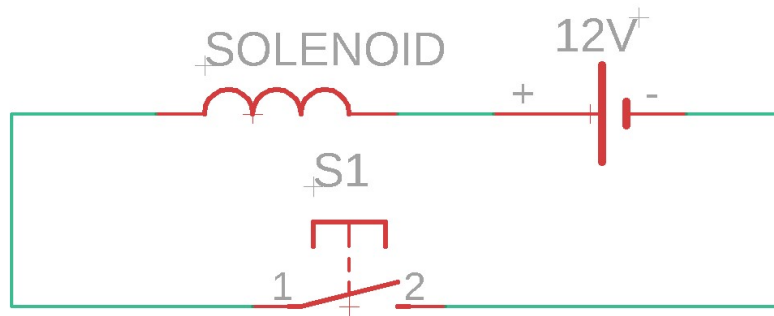 SOLENOID
12V
+ -
S1
1 2